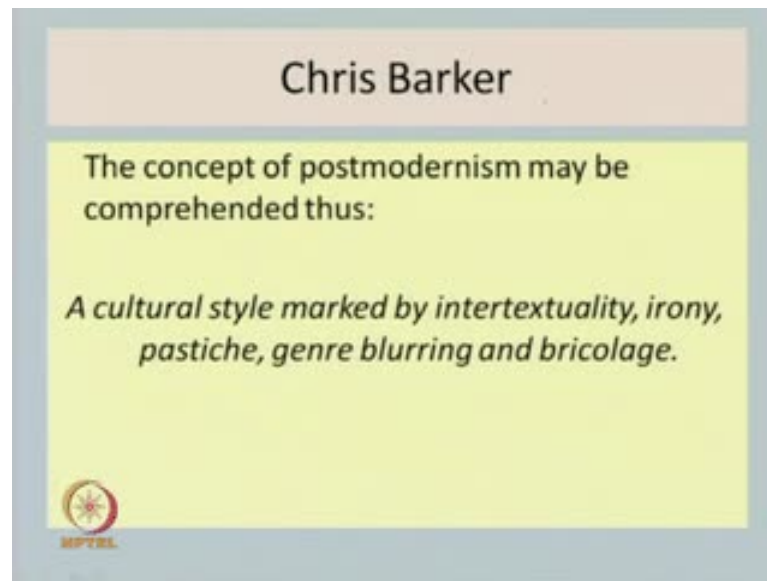 Chris Barker
The concept of postmodernism may be
comprehended thus:
A cultural style marked by intertextuality, irony,
pastiche, genre blurring and bricolage.
NPTEL